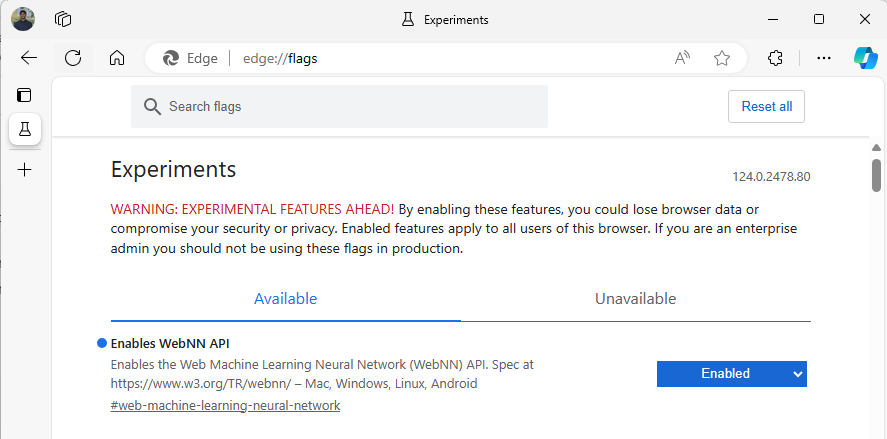 Experiments
Edge edge://flags
Search flags
Reset all
Experiments
124.0.2478.80
WARNING: EXPERIMENTAL FEATURES AHEAD! By enabling these features, you could lose browser data or
compromise your security or privacy. Enabled features apply to all users of this browser. If you are an enterprise
admin you should not be using these flags in production.
Available
Unavailable
Enables WebNN API
Enables the Web Machine Learning Neural Network (WebNN) API. Spec at
https://www.w3.org/TR/webnn/ – Mac, Windows, Linux, Android
#web-machine-learning-neural-network
Enabled